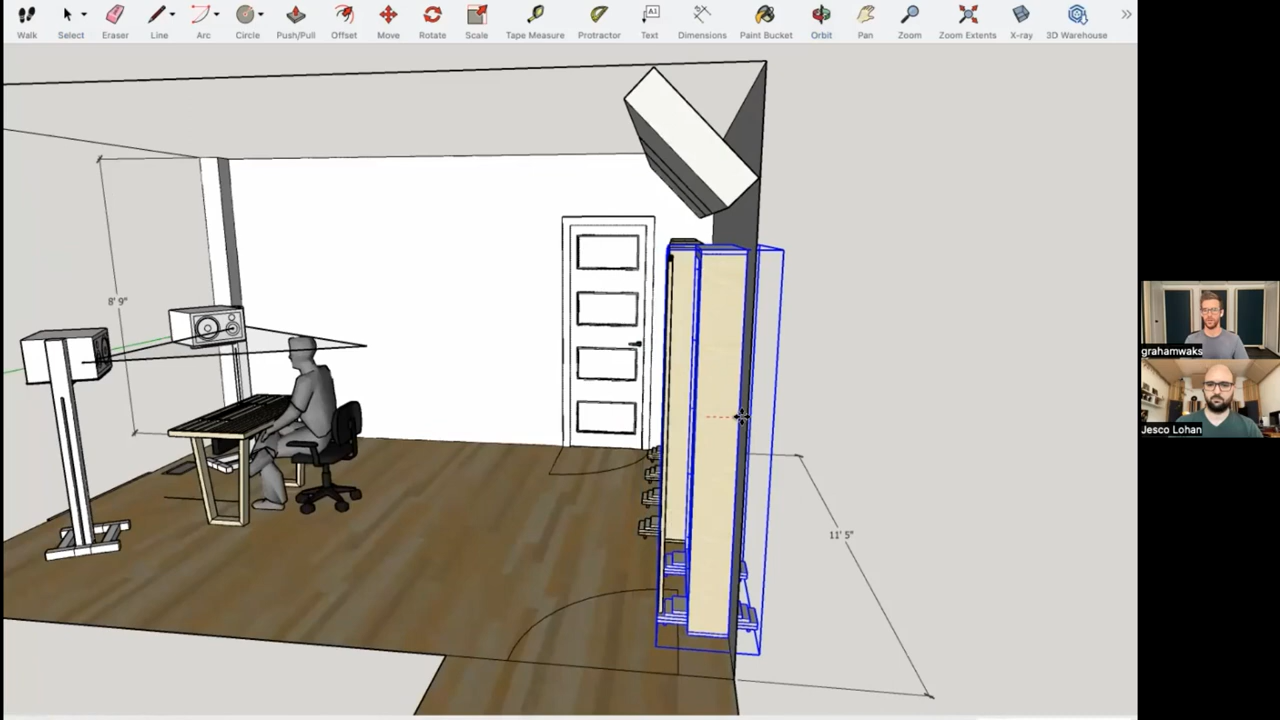 Walk Select Eraser Line Arc Circle Push/Pull Offset Move Rotate Scale Tape Measure Protractor Text Dimensions Paint Bucket Orbit Pan Zoom Zoom Extents X-ray 3D Warehouse
A1
8' 9"
11' 5"
grahamwaks
Jesco Lohan